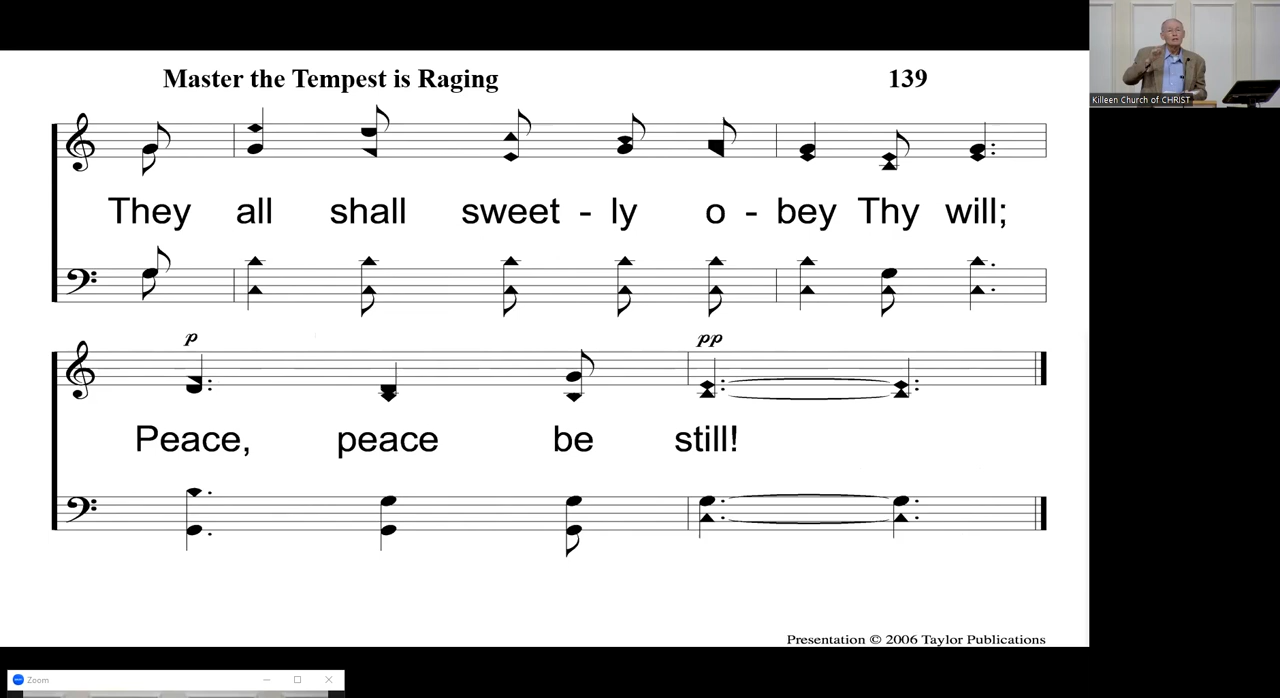 Master the Tempest is Raging 139
Killeen Church of CHRIST
They all shall sweet - ly o - bey Thy will;
p pp
Peace, peace be still!
Presentation © 2006 Taylor Publications
Zoom